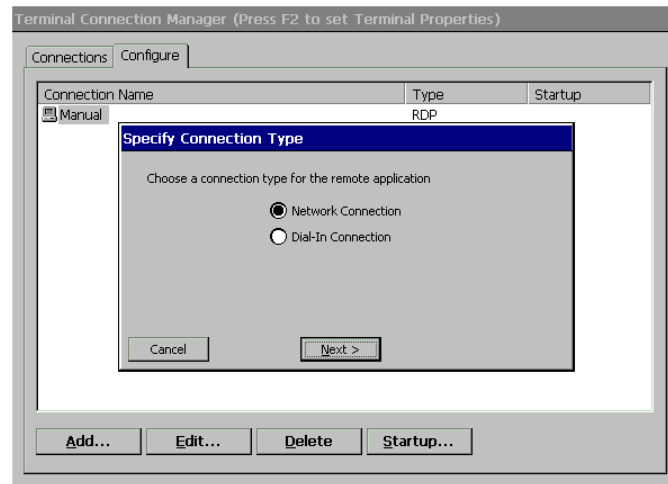 Terminal Connection Manager (Press F2 to set Terminal Properties)
Connections Configure
Connection Name Type Startup
Manual RDP
Specify Connection Type
Choose a connection type for the remote application
Network Connection
Dial-In Connection
Cancel Next >
Add... Edit... Delete Startup...